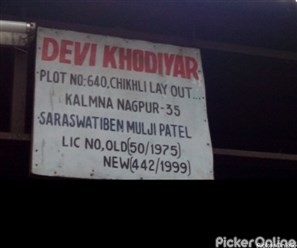 DEVI KHODIYAR
PLOT NO:640,CHIKHLI LAY OUT....
KALMNA NAGPUR-35
SARASWATIBEN MULJI PATEL
LIC NO,OLD(50/1975)
NEW(442/1999)
PickerOnline